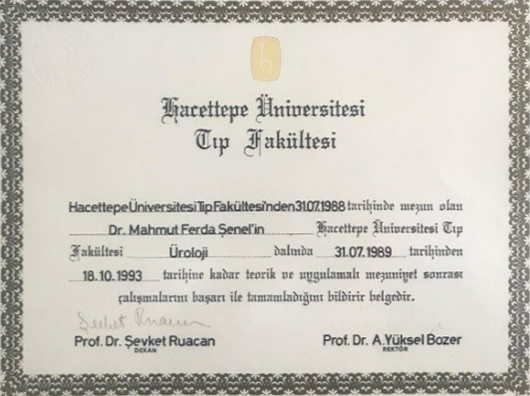 Hacettepe Üniversitesi
Tıp Fakültesi
Hacettepe Üniversitesi Tıp Fakültesi'nden 31.07.1988 tarihinde mezun olan
Dr. Mahmut Ferda Şenel'in Hacettepe Üniversitesi Tıp
Fakültesi Üroloji dalında 31.07.1989 tarihinden
18.10.1993 tarihine kadar teorik ve uygulamalı mezuniyet sonrası
çalışmalarını başarı ile tamamladığını bildirir belgedir.
Şevket Ruacan
Prof. Dr. Şevket Ruacan Prof. Dr. A. Yüksel Bozer
DEKAN REKTÖR